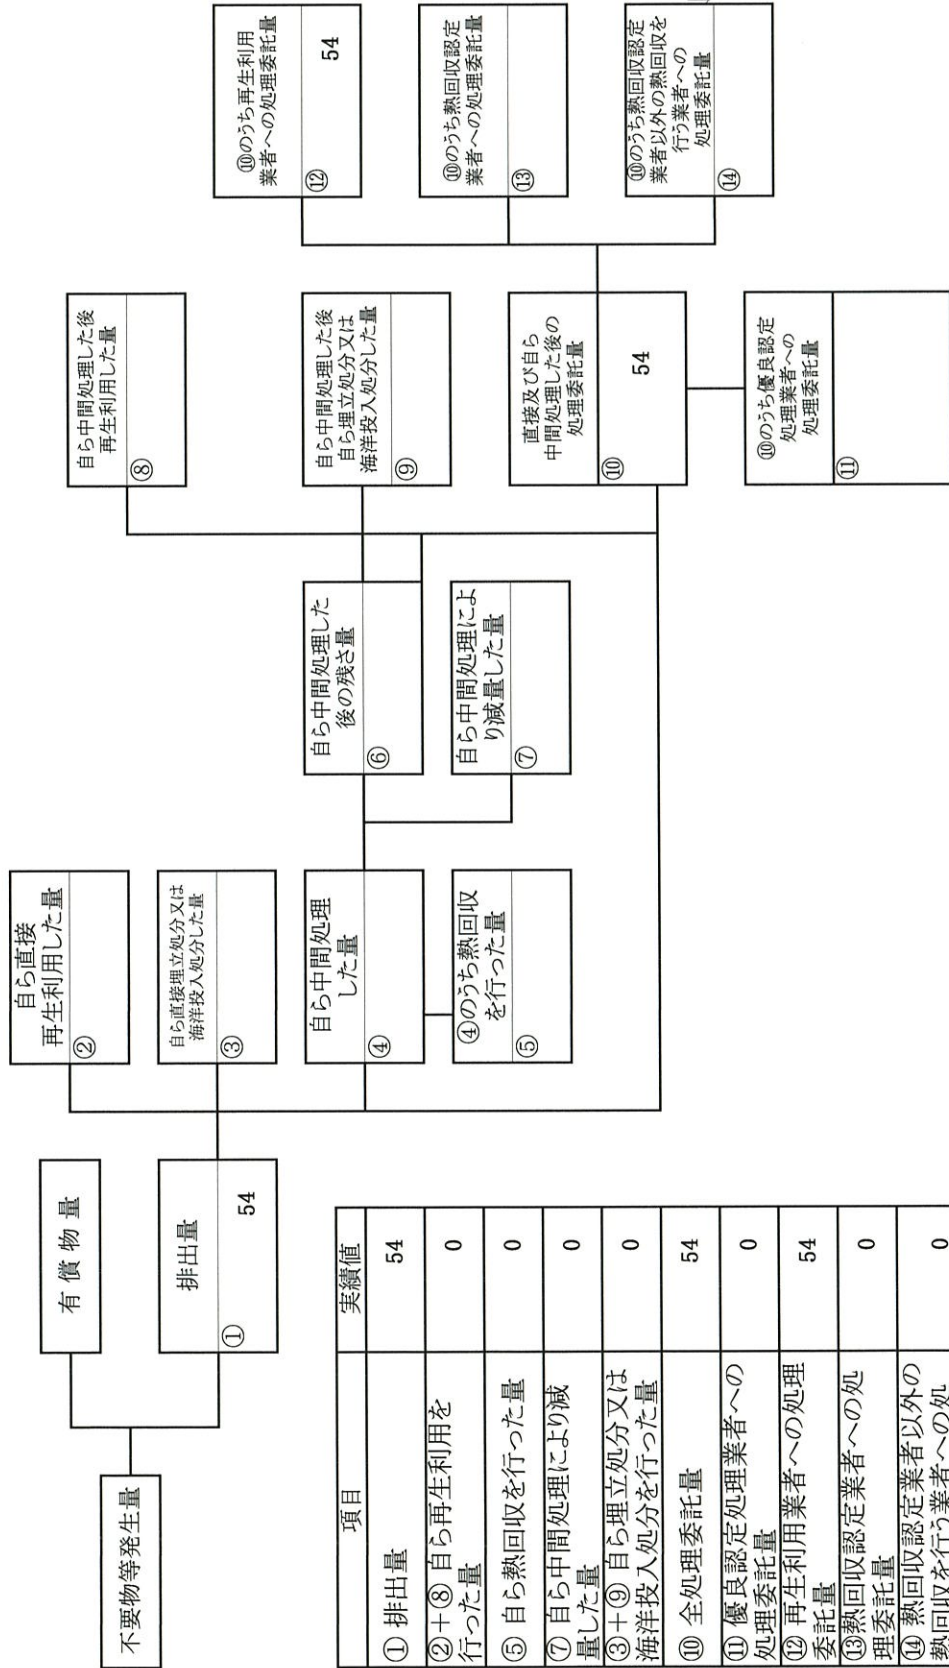 不要物等発生量
有償物量
排出量
①
54
自ら直接
再生利用した量
②
自ら直接埋立処分又は
海洋投入処分した量
③
自ら中間処理
した量
④
④のうち熱回収
を行った量
⑤
自ら中間処理した
後の残さ量
⑥
自ら中間処理によ
り減量した量
⑦
自ら中間処理した後
再生利用した量
⑧
自ら中間処理した後
自ら埋立処分又は
海洋投入処分した量
⑨
直接及び自ら
中間処理した後の
処理委託量
⑩
54
⑩のうち優良認定
処理業者への
処理委託量
⑪
⑩のうち再生利用
業者への処理委託量
⑫
54
⑩のうち熱回収認定
業者への処理委託量
⑬
⑩のうち熱回収認定
業者以外の熱回収を
行う業者への
処理委託量
⑭
項目 実績値
①排出量 54
②+⑧ 自ら再生利用を
行った量 0
⑤ 自ら熱回収を行った量 0
⑦ 自ら中間処理により減
量した量 0
③+⑨ 自ら埋立処分又は
海洋投入処分を行った量 0
⑩ 全処理委託量 54
⑪ 優良認定処理業者への
処理委託量 0
⑫ 再生利用業者への処理
委託量 54
⑬熱回収認定業者への処
理委託量 0
⑭ 熱回収認定業者以外の
熱回収を行う業者への処 0